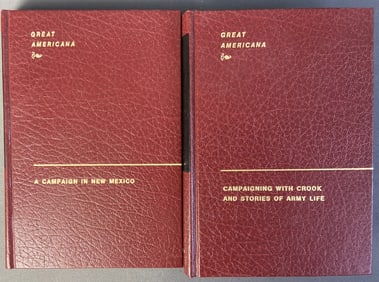 GREAT
AMERICANA
A CAMPAIGN IN NEW MEXICO
GREAT
AMERICANA
CAMPAIGNING WITH CROOK
AND STORIES OF ARMY LIFE